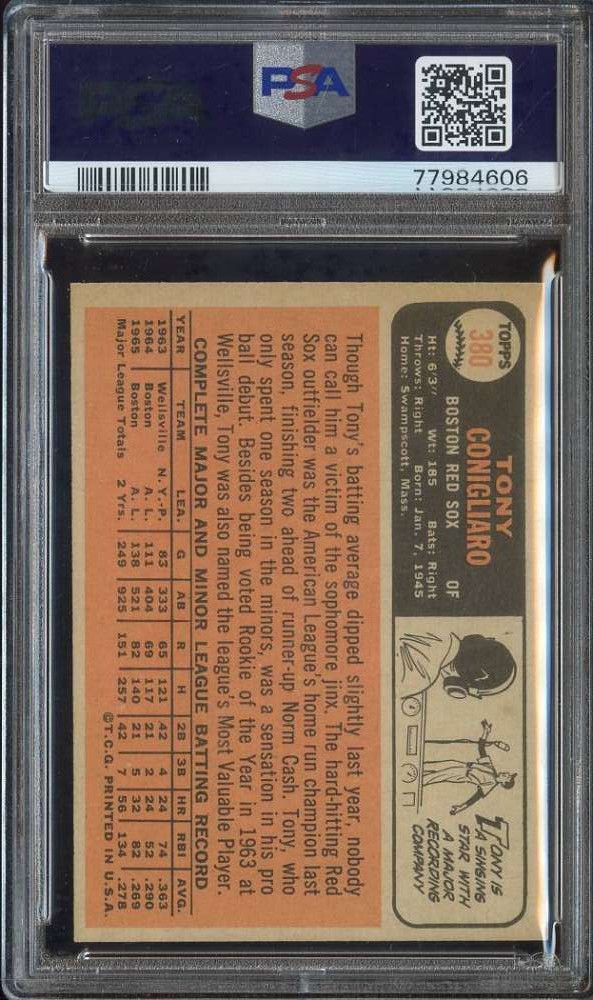 PSA
77984606
TOPPS
380
TONY
CONIGLIARO
BOSTON RED SOX OF
Ht: 6'3" Wt: 185 Bats: Right
Throws: Right Born: Jan. 7, 1945
Home: Swampscott, Mass.
TONY IS
A SINGING
STAR WITH
A MAJOR
RECORDING
COMPANY
Though Tony's batting average dipped slightly last year, nobody
can call him a victim of the sophomore jinx. The hard-hitting Red
Sox outfielder was the American League's home run champion last
season, finishing two ahead of runner-up Norm Cash. Tony, who
only spent one season in the minors, was a sensation in his pro
ball debut. Besides being voted Rookie of the Year in 1963 at
Wellsville, Tony was also named the league's Most Valuable Player.
COMPLETE MAJOR AND MINOR LEAGUE BATTING RECORD
YEAR TEAM LEA. G AB R H 2B 3B HR RBI AVG.
1963 Wellsville N.Y.-P. 83 333 65 121 42 4 24 74 .363
1964 Boston A. L. 111 404 69 117 21 2 24 52 .290
1965 Boston A. L. 138 521 82 140 21 5 32 82 .269
Major League Totals 2 Yrs. 249 925 151 257 42 7 56 134 .278
©T.C.G. PRINTED IN U.S.A.